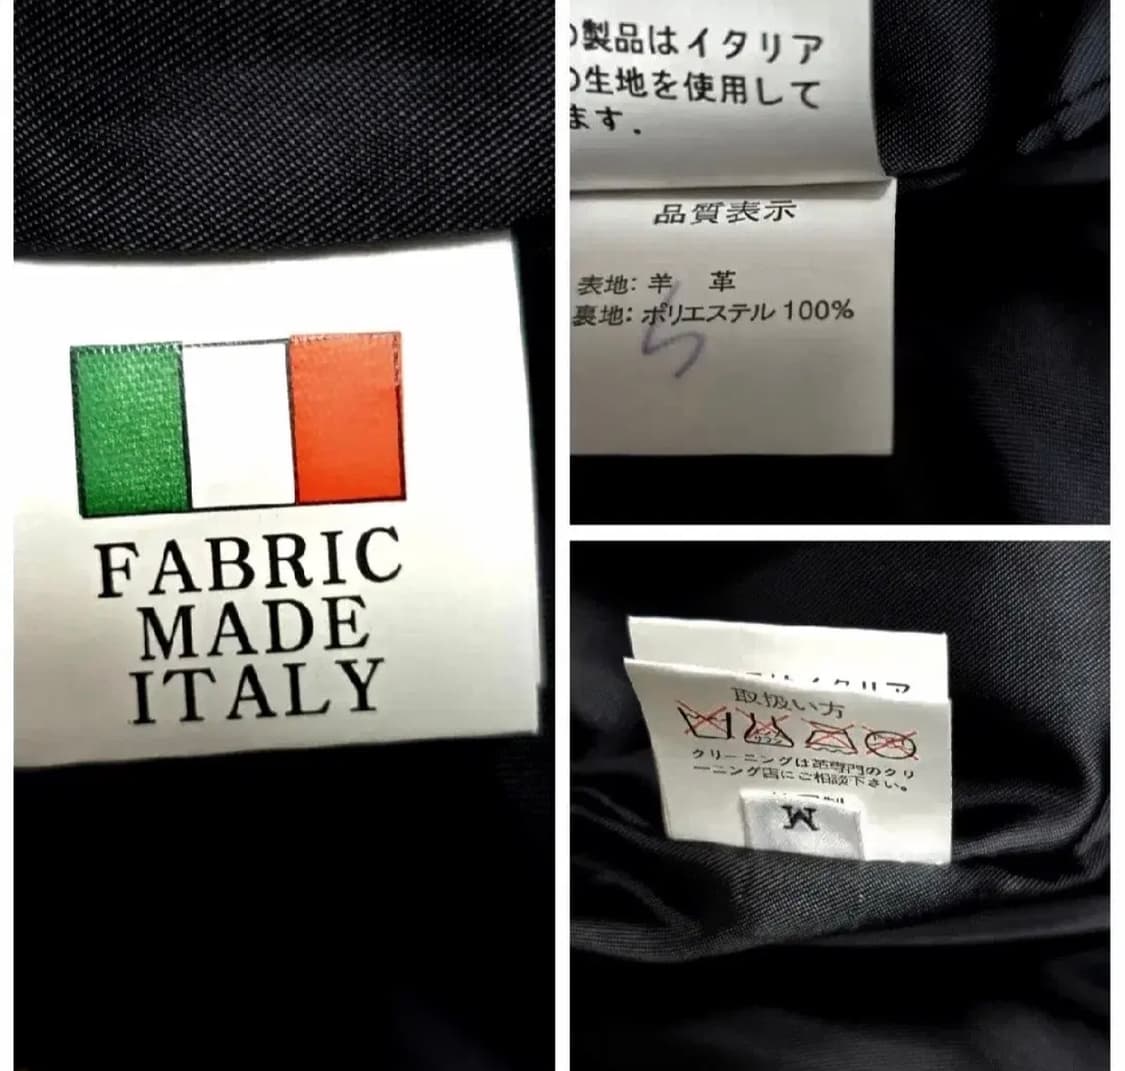 FABRIC
MADE
ITALY
製品はイタリア
生地を使用して
ます.
品質表示
表地: 羊 革
裏地: ポリエステル 100%
取扱い方
クリーニングは革専門のクリ
ーニング店にご相談下さい。
M